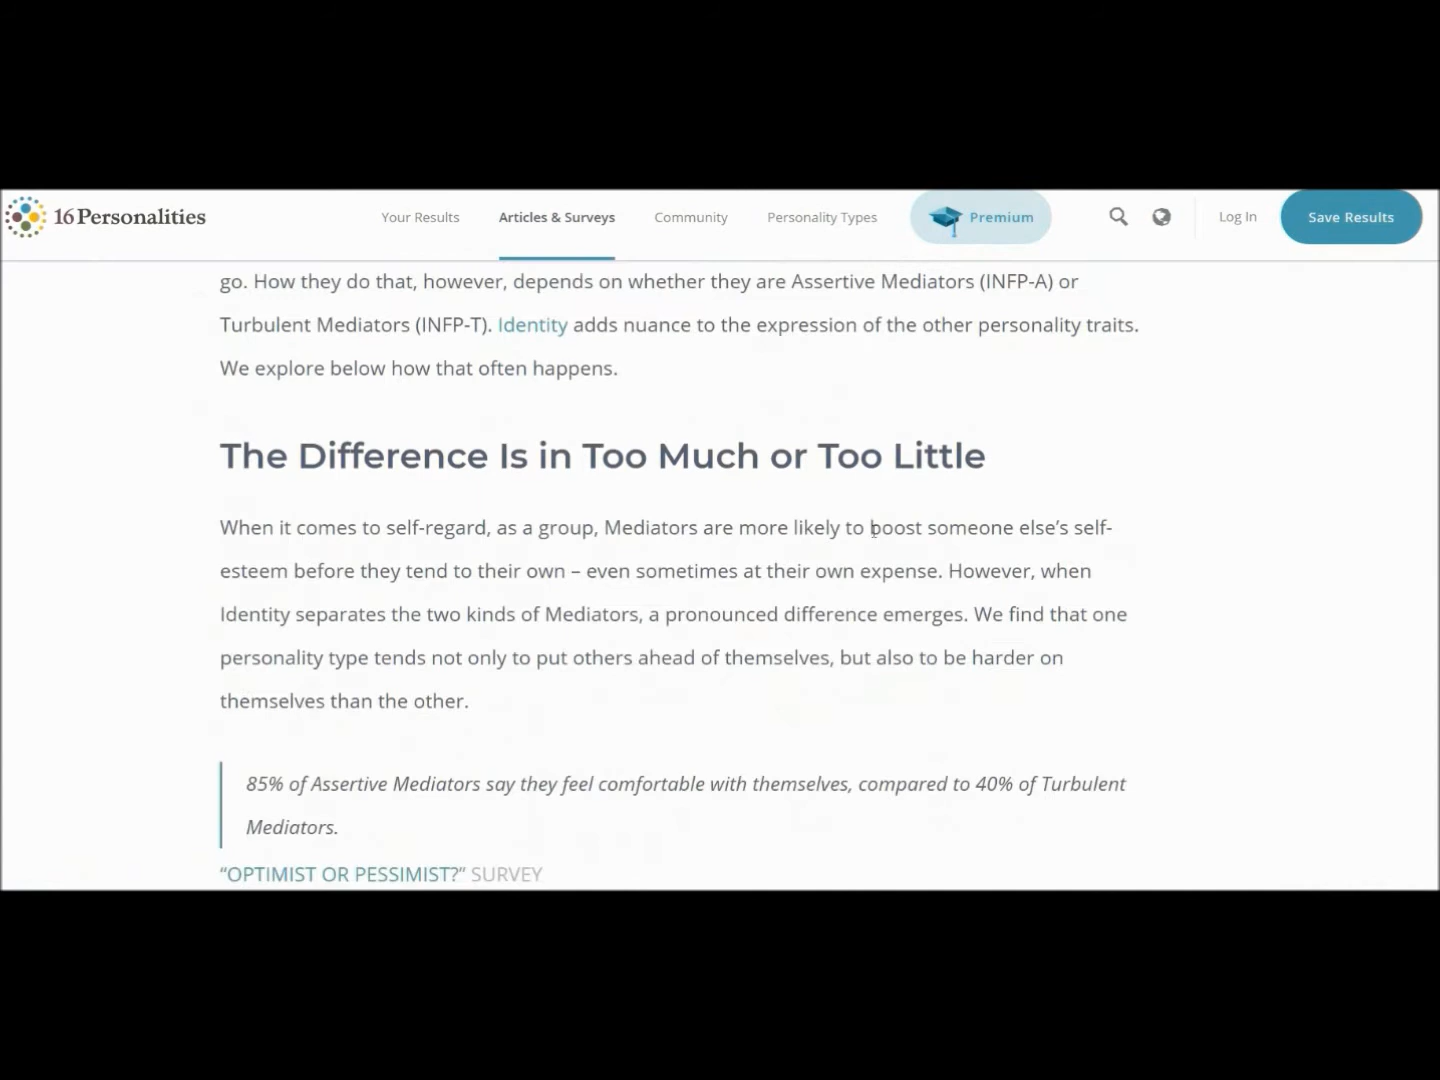 16Personalities
Your Results
Articles & Surveys
Community
Personality Types
Premium
Log In
Save Results
go. How they do that, however, depends on whether they are Assertive Mediators (INFP-A) or
Turbulent Mediators (INFP-T). Identity adds nuance to the expression of the other personality traits.
We explore below how that often happens.
The Difference Is in Too Much or Too Little
When it comes to self-regard, as a group, Mediators are more likely to boost someone else’s self-
esteem before they tend to their own – even sometimes at their own expense. However, when
Identity separates the two kinds of Mediators, a pronounced difference emerges. We find that one
personality type tends not only to put others ahead of themselves, but also to be harder on
themselves than the other.
85% of Assertive Mediators say they feel comfortable with themselves, compared to 40% of Turbulent
Mediators.
“OPTIMIST OR PESSIMIST?” SURVEY